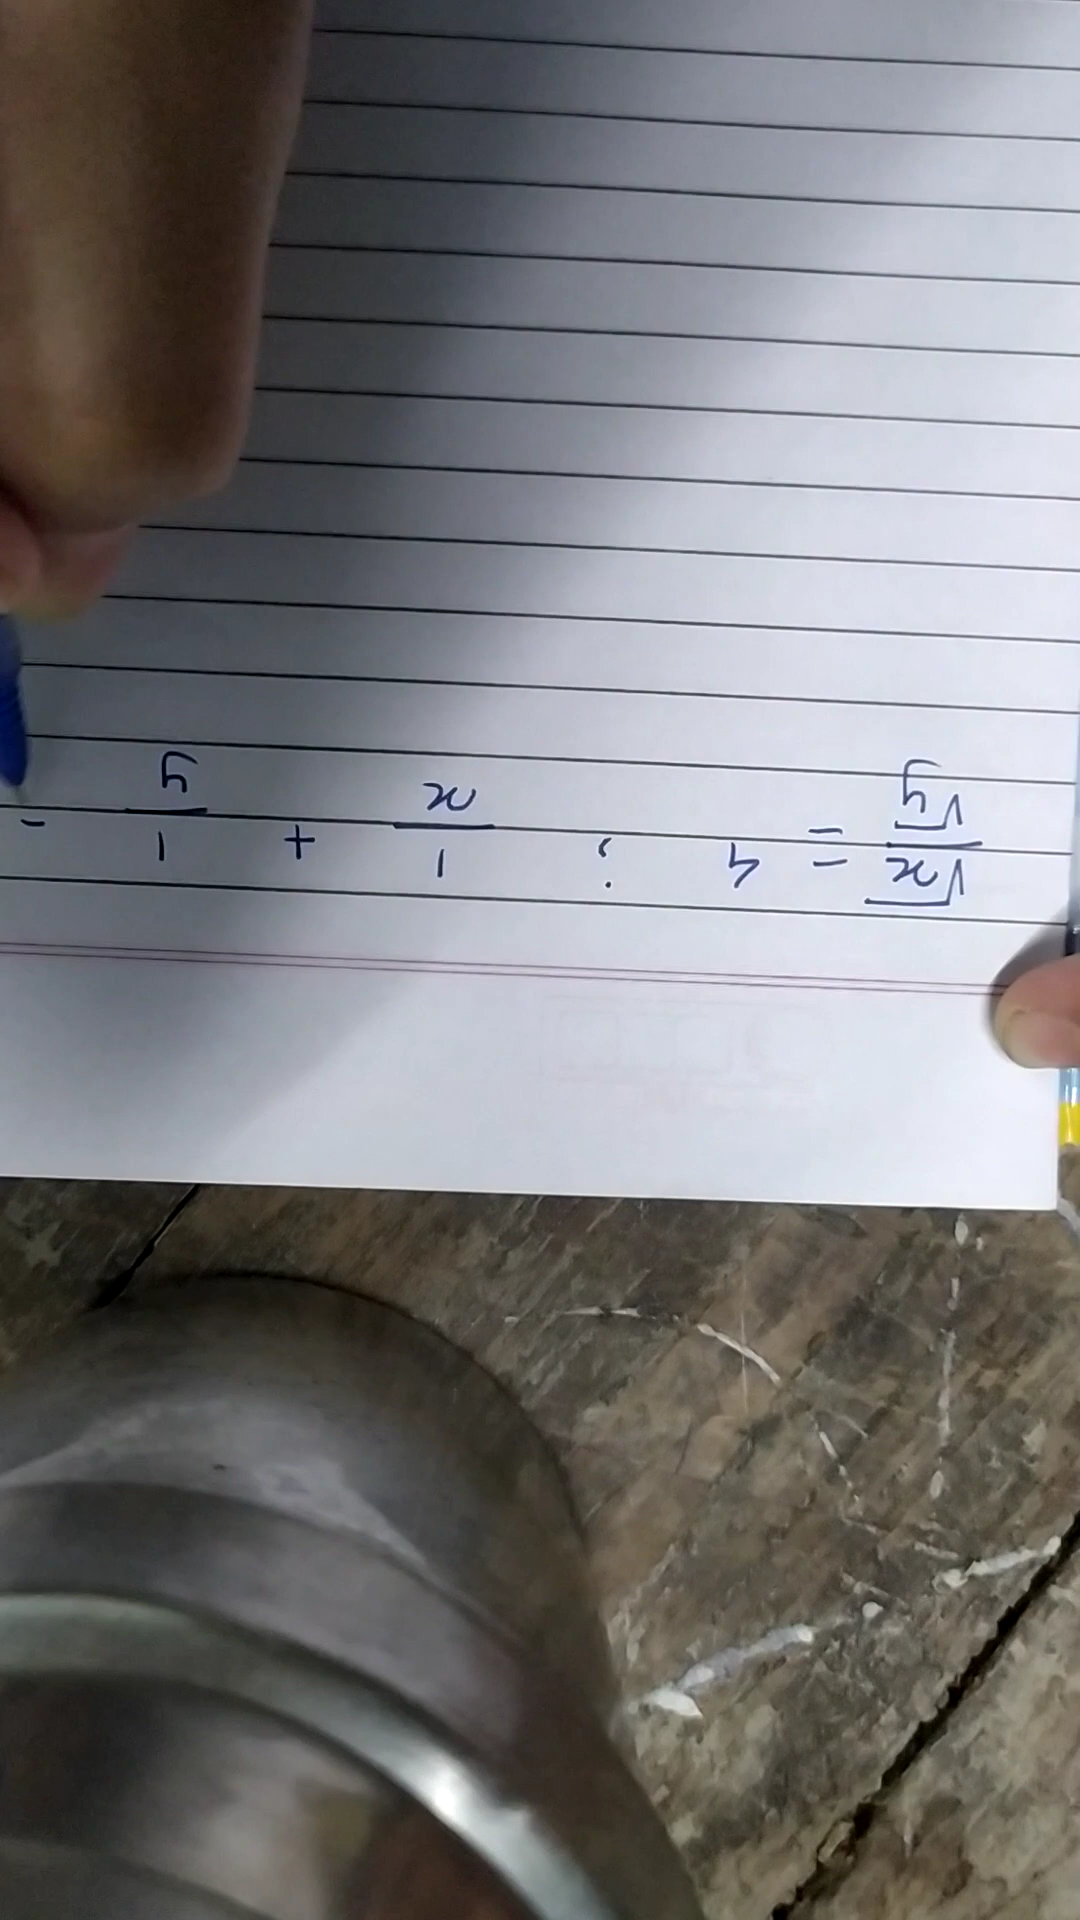 √x/√y = 4 ; 1/x + 1/y =